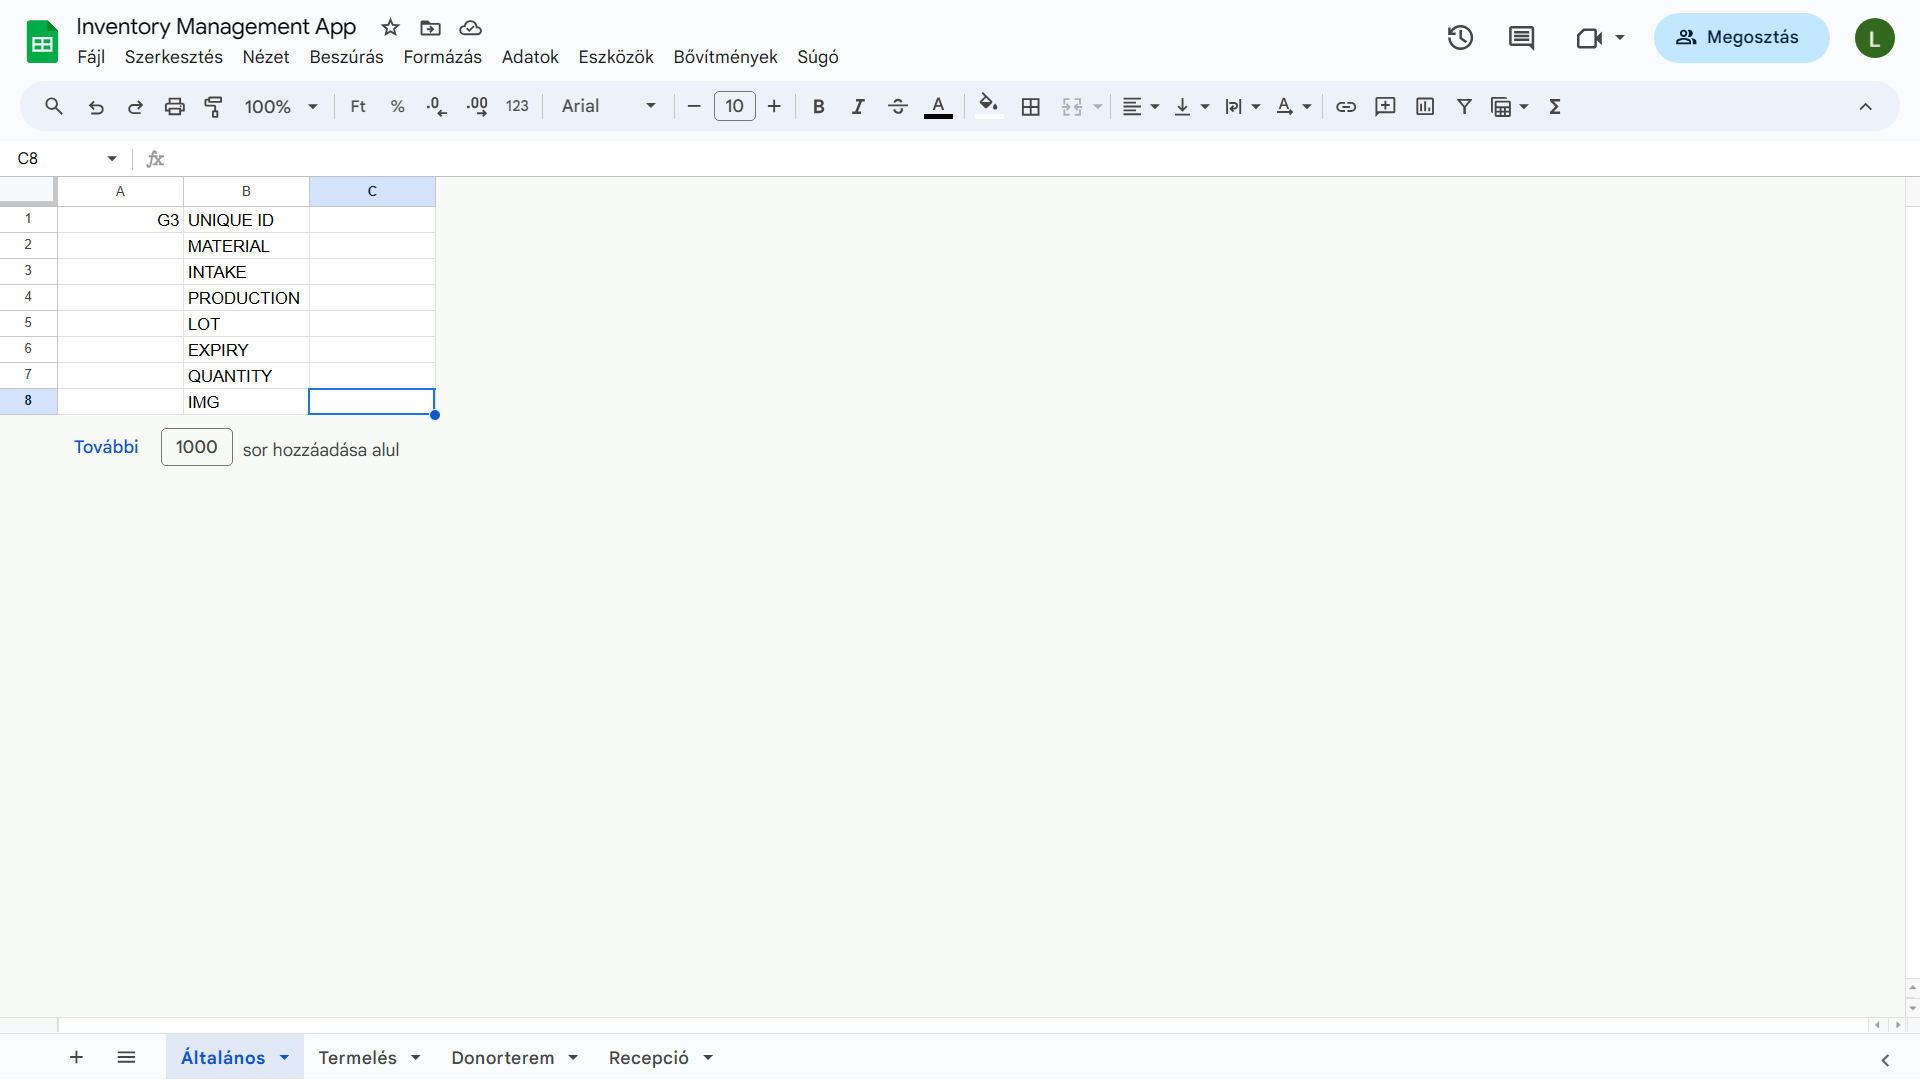 Inventory Management App
Fájl Szerkesztés Nézet Beszúrás Formázás Adatok Eszközök Bővítmények Súgó
Megosztás
L
100% Ft % .0 .00 123 Arial 10 B I S A
C8 fx
A B C
1 G3 UNIQUE ID
2 MATERIAL
3 INTAKE
4 PRODUCTION
5 LOT
6 EXPIRY
7 QUANTITY
8 IMG
További 1000 sor hozzáadása alul
Általános Termelés Donorterem Recepció